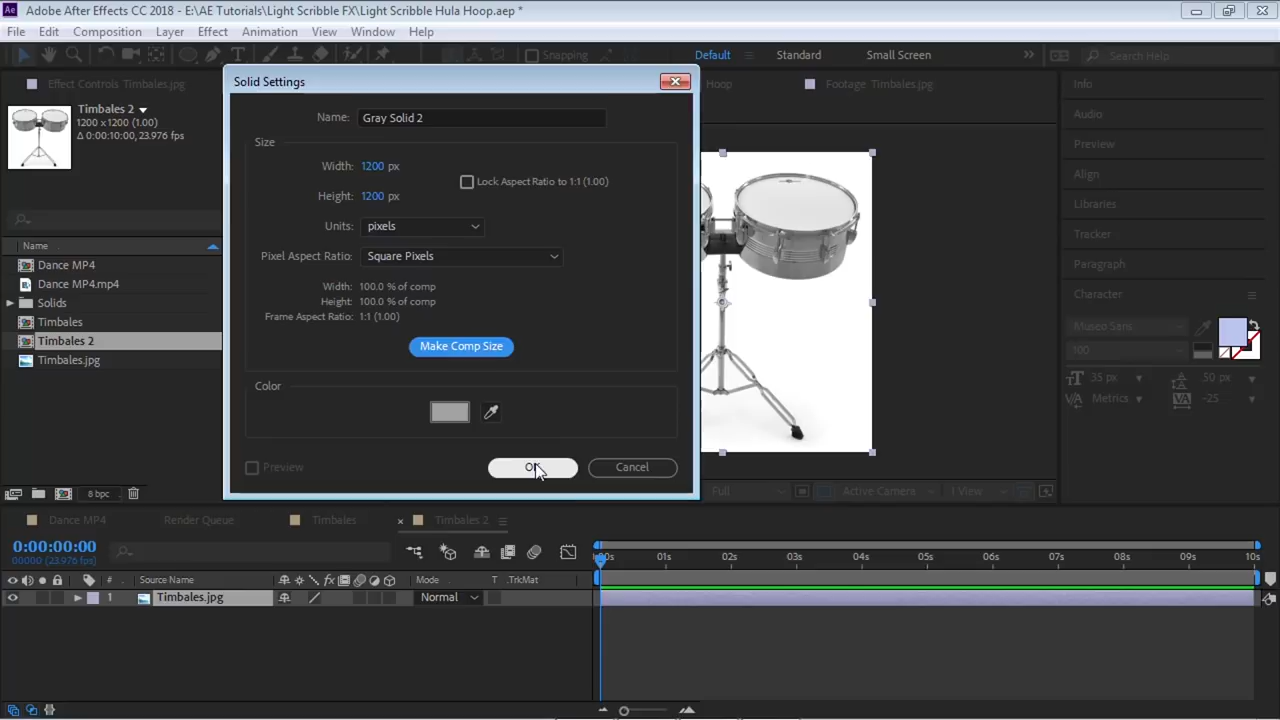 Adobe After Effects CC 2018 - E:\AE Tutorials\Light Scribble FX\Light Scribble Hula Hoop.aep *
File Edit Composition Layer Effect Animation View Window Help
Snapping Default Standard Small Screen Search Help
Effect Controls Timbales.jpg
Solid Settings
Hoop
Footage Timbales.jpg
Info
Timbales 2
1200 x 1200 (1.00)
Δ 0:00:10:00, 23.976 fps
Name: Gray Solid 2
Audio
Size
Preview
Width: 1200 px
Lock Aspect Ratio to 1:1 (1.00)
Align
Height: 1200 px
Libraries
Units: pixels
Tracker
Name
Pixel Aspect Ratio: Square Pixels
Paragraph
Dance MP4
Dance MP4.mp4
Width: 100.0 % of comp
Character
Solids
Height: 100.0 % of comp
Timbales
Frame Aspect Ratio: 1:1 (1.00)
Museo Sans
Timbales 2
Make Comp Size
100
Timbales.jpg
35 px 50 px
Color
Metrics -25
Preview OK Cancel
8 bpc
Full Active Camera 1 View
Dance MP4 Render Queue Timbales Timbales 2
0:00:00:00
00000 (23.976 fps)
:00s 01s 02s 03s 04s 05s 06s 07s 08s 09s 10s
# Source Name Mode T .TrkMat
1 Timbales.jpg Normal